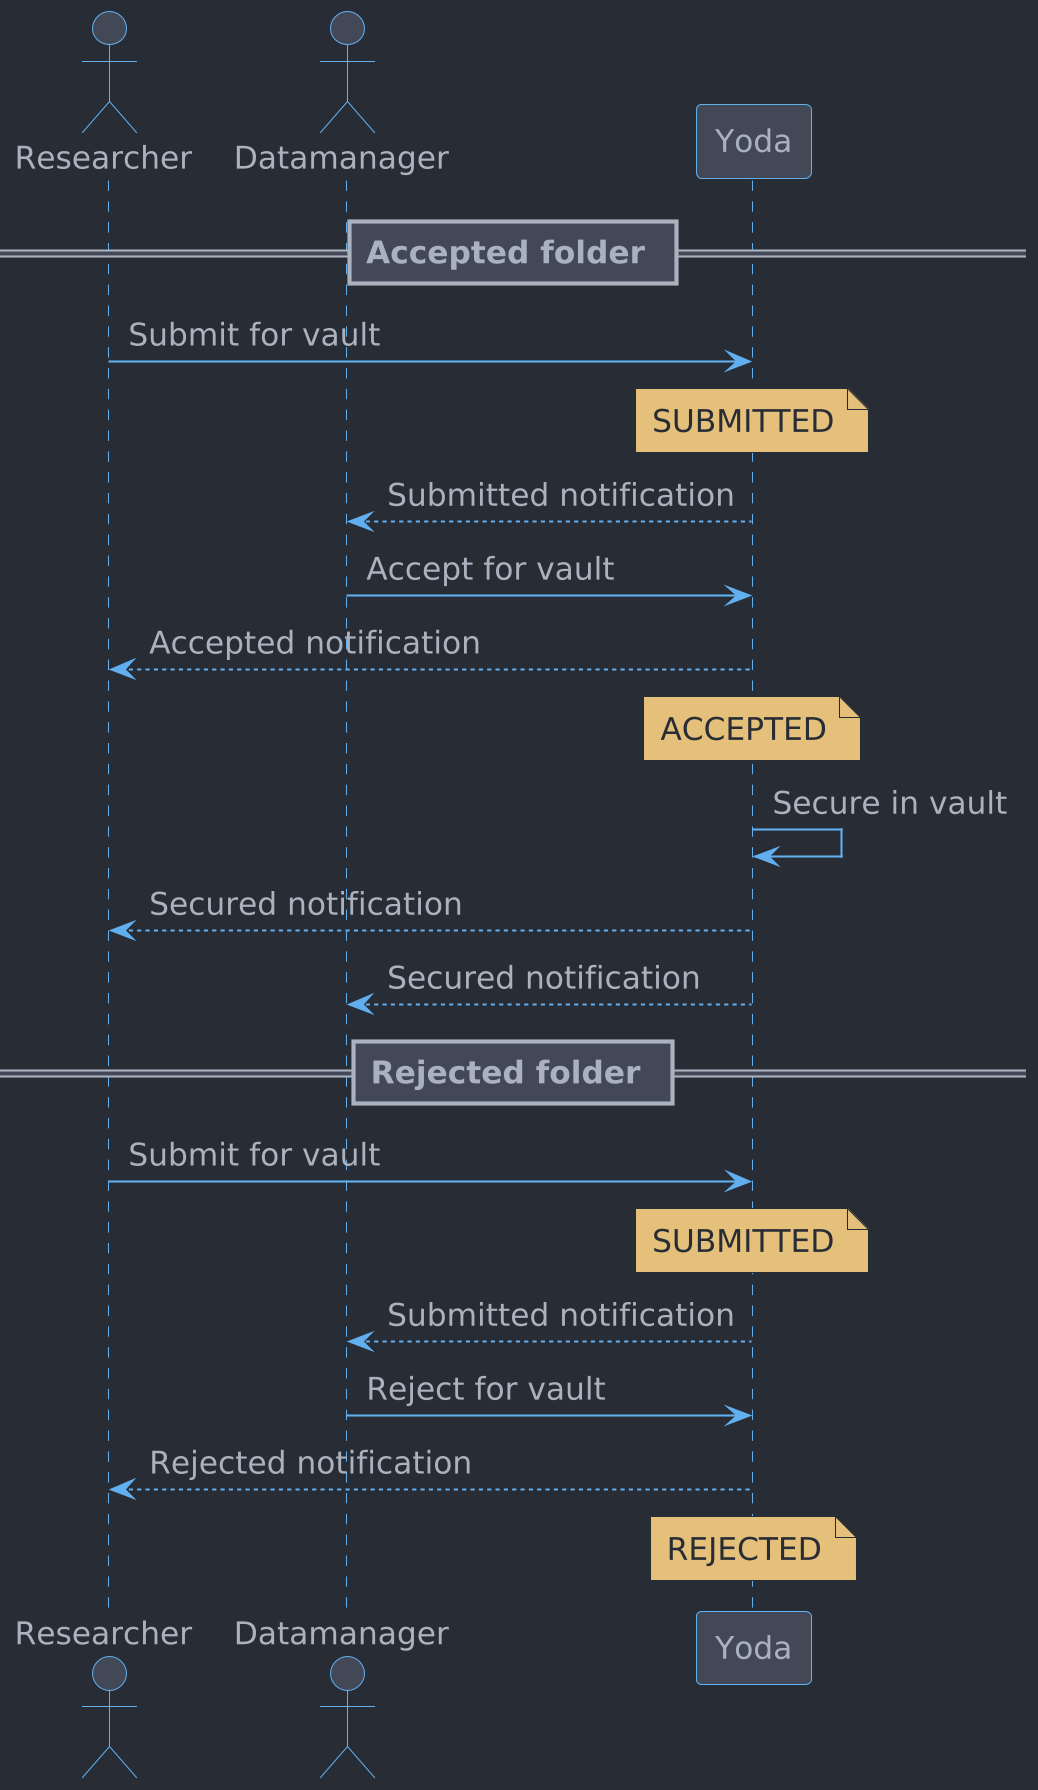 Researcher
Datamanager
Yoda
Accepted folder
Submit for vault
SUBMITTED
Submitted notification
Accept for vault
Accepted notification
ACCEPTED
Secure in vault
Secured notification
Secured notification
Rejected folder
Submit for vault
SUBMITTED
Submitted notification
Reject for vault
Rejected notification
REJECTED
Researcher
Datamanager
Yoda